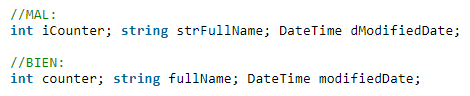 //MAL:
int iCounter; string strFullName; DateTime dModifiedDate;
//BIEN:
int counter; string fullName; DateTime modifiedDate;